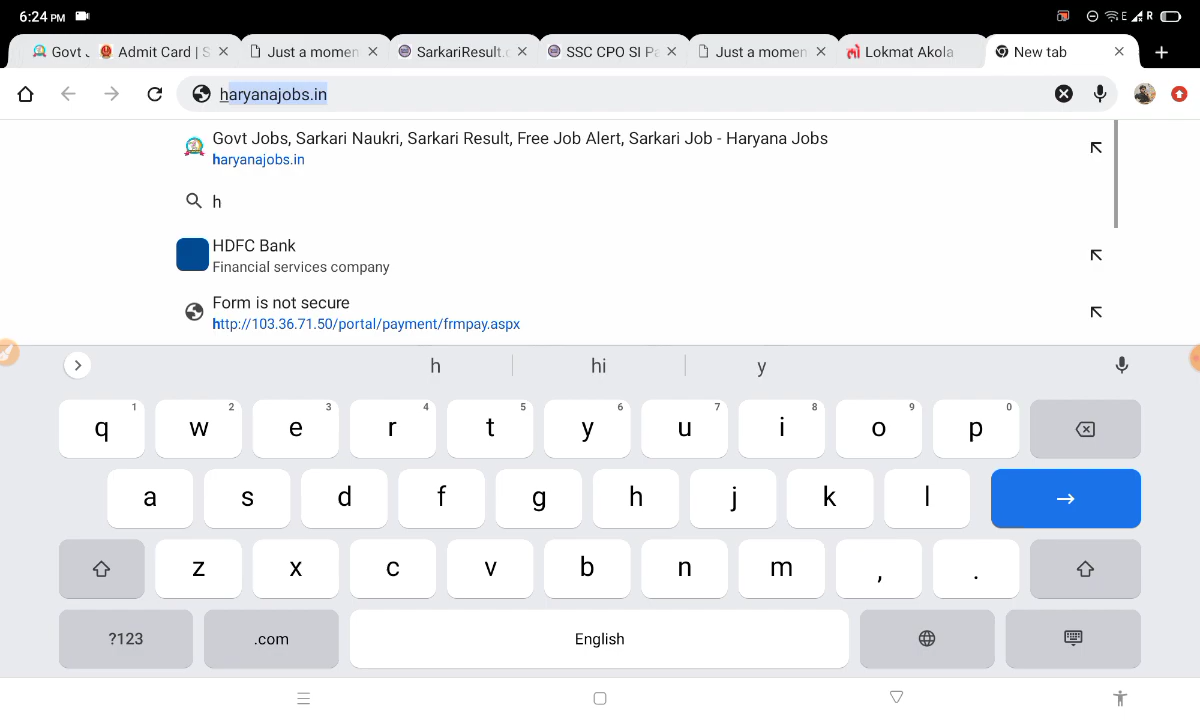 6:24 PM E R
Govt Admit Card | S Just a momen SarkariResult.c SSC CPO SI Pa Just a momen Lokmat Akola New tab
haryanajobs.in
Govt Jobs, Sarkari Naukri, Sarkari Result, Free Job Alert, Sarkari Job - Haryana Jobs
haryanajobs.in
h
HDFC Bank
Financial services company
Form is not secure
http://103.36.71.50/portal/payment/frmpay.aspx
h hi y
1 2 3 4 5 6 7 8 9 0
q w e r t y u i o p
a s d f g h j k l
z x c v b n m , .
?123 .com English